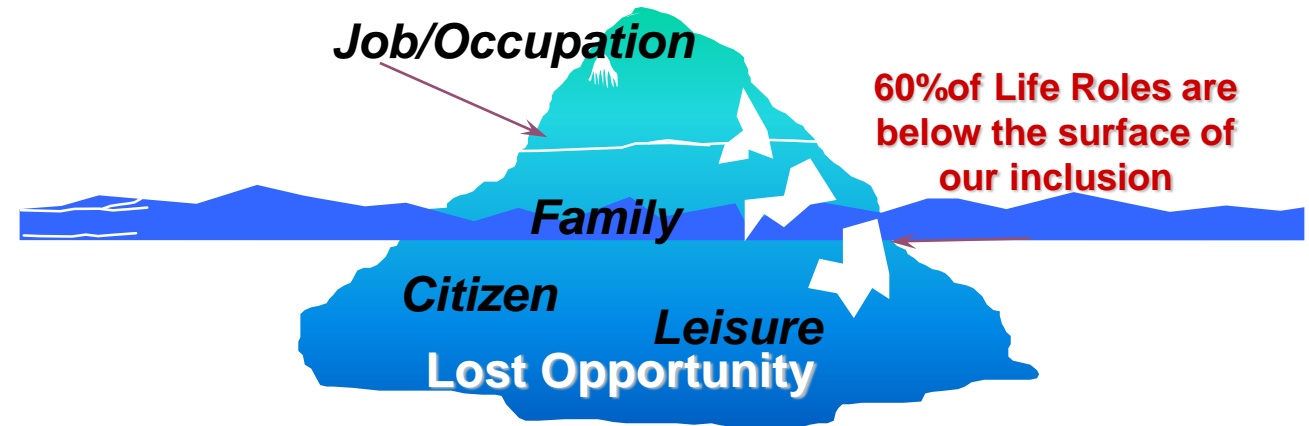 Job/Occupation
60%of Life Roles are
below the surface of
our inclusion
Family
Citizen
Leisure
Lost Opportunity